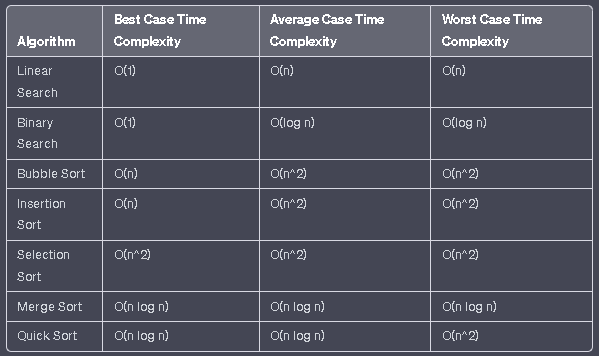 Algorithm Best Case Time Complexity Average Case Time Complexity Worst Case Time Complexity
Linear Search O(1) O(n) O(n)
Binary Search O(1) O(log n) O(log n)
Bubble Sort O(n) O(n^2) O(n^2)
Insertion Sort O(n) O(n^2) O(n^2)
Selection Sort O(n^2) O(n^2) O(n^2)
Merge Sort O(n log n) O(n log n) O(n log n)
Quick Sort O(n log n) O(n log n) O(n^2)